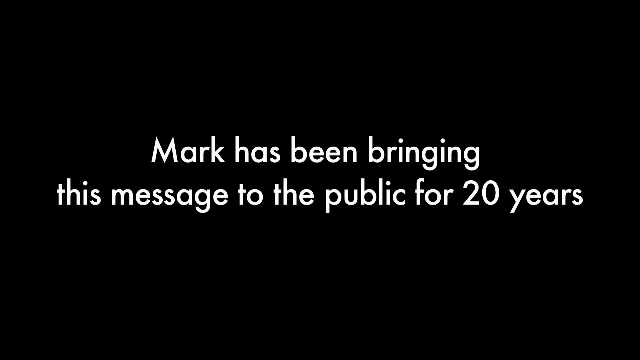 Mark has been bringing
this message to the public for 20 years